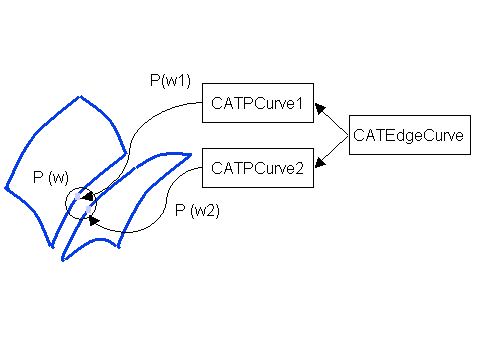 P(w1)
CATPCurve1
CATEdgeCurve
CATPCurve2
P (w)
P (w2)